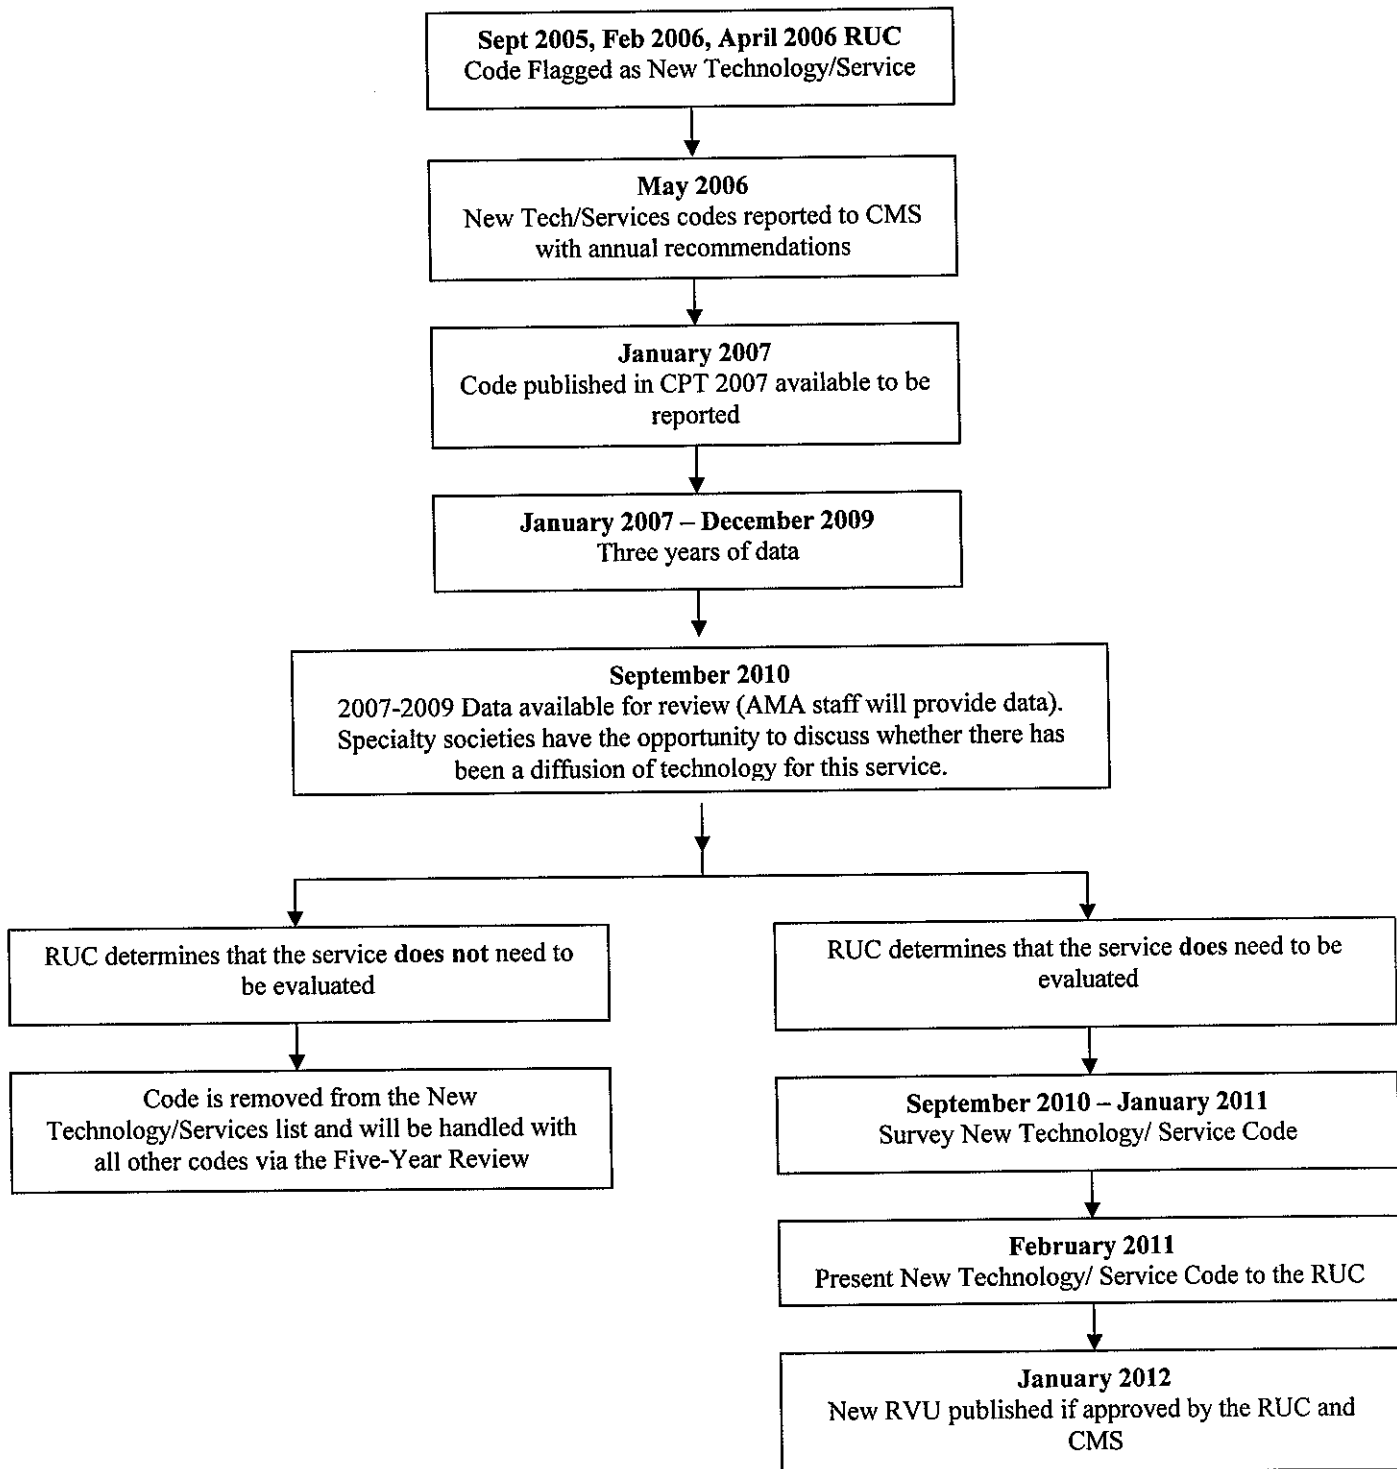 Sept 2005, Feb 2006, April 2006 RUC
Code Flagged as New Technology/Service
May 2006
New Tech/Services codes reported to CMS
with annual recommendations
January 2007
Code published in CPT 2007 available to be
reported
January 2007 – December 2009
Three years of data
September 2010
2007-2009 Data available for review (AMA staff will provide data).
Specialty societies have the opportunity to discuss whether there has
been a diffusion of technology for this service.
RUC determines that the service does not need to
be evaluated
Code is removed from the New
Technology/Services list and will be handled with
all other codes via the Five-Year Review
RUC determines that the service does need to be
evaluated
September 2010 – January 2011
Survey New Technology/ Service Code
February 2011
Present New Technology/ Service Code to the RUC
January 2012
New RVU published if approved by the RUC and
CMS